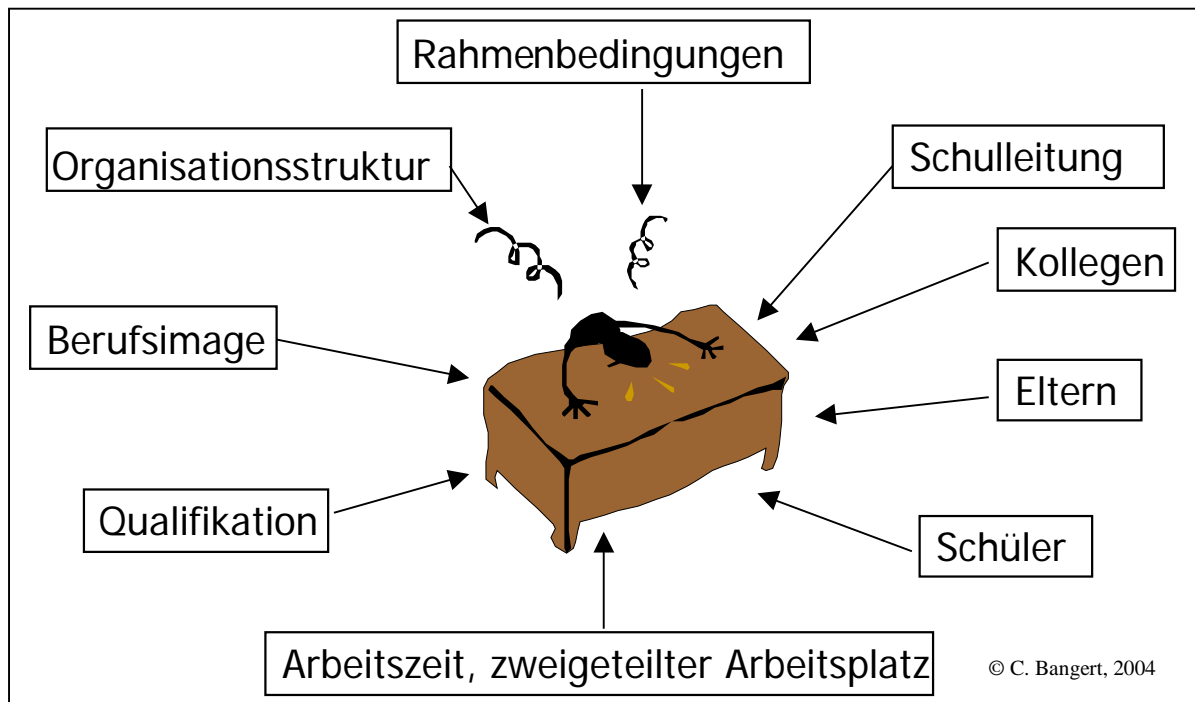 Rahmenbedingungen
Organisationsstruktur
Schulleitung
Kollegen
Berufsimage
Eltern
Qualifikation
Schüler
Arbeitszeit, zweigeteilter Arbeitsplatz
© C. Bangert, 2004